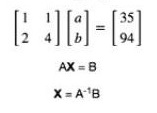 [1 1; 2 4] [a; b] = [35; 94]
AX = B
X = A⁻¹B